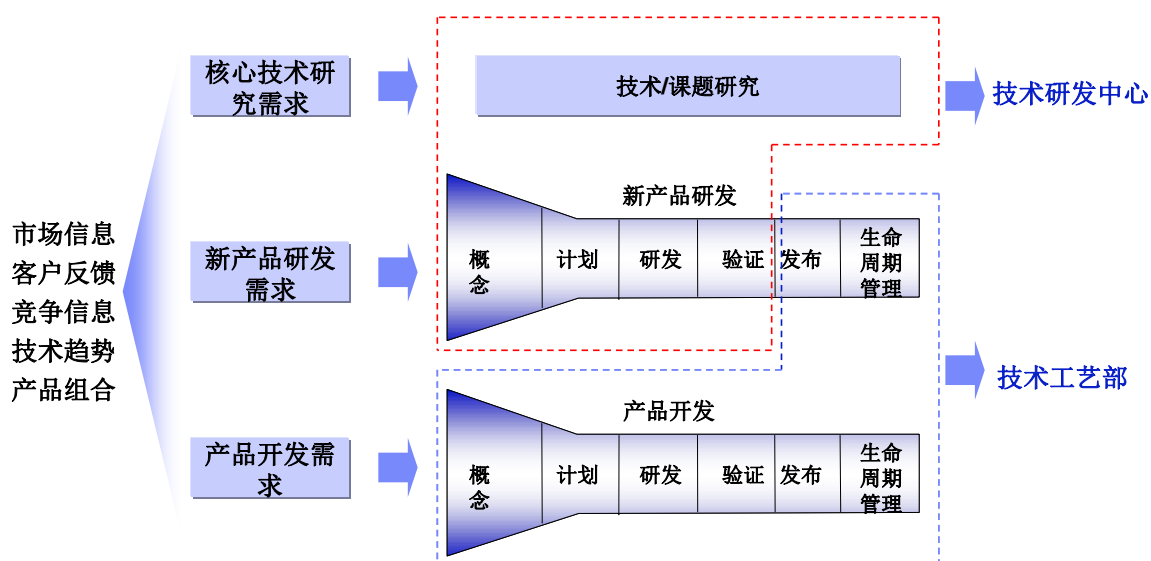 市场信息
客户反馈
竞争信息
技术趋势
产品组合
核心技术研
究需求
技术/课题研究
技术研发中心
新产品研发
需求
新产品研发
概
念
计划
研发
验证
发布
生命
周期
管理
技术工艺部
产品开发需
求
产品开发
概
念
计划
研发
验证
发布
生命
周期
管理